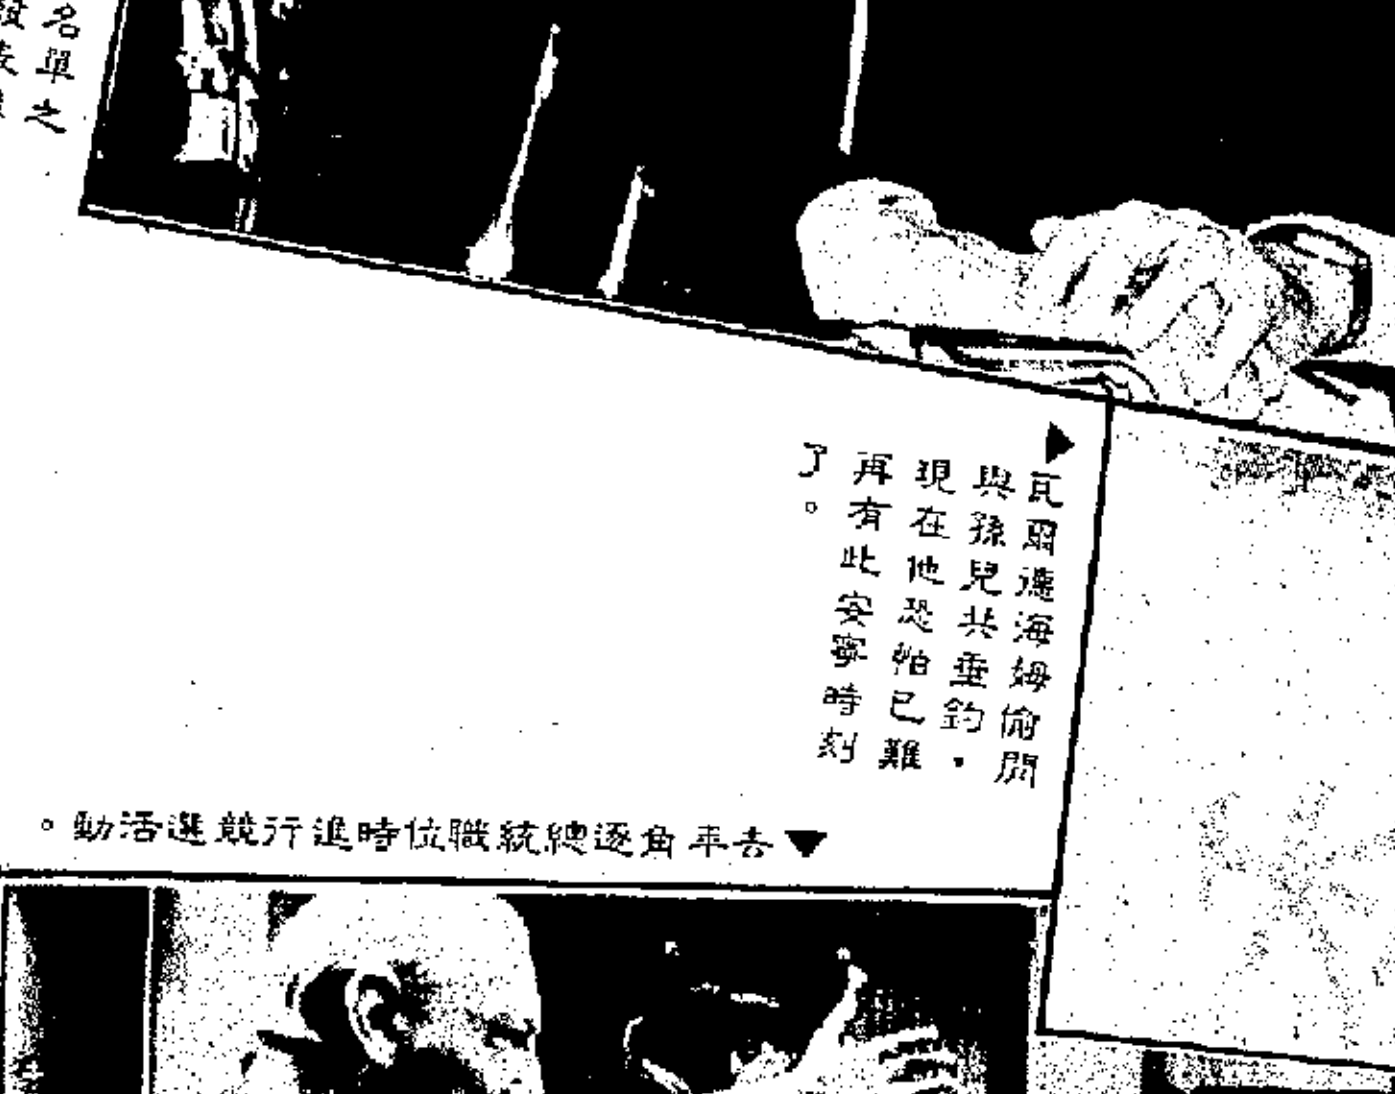 瓦爾德海姆偷閒
與孫兒共垂釣，
現在他恐怕已難
再有此安寧時刻
了。
去年角逐總統職位時進行競選活動。
名單之